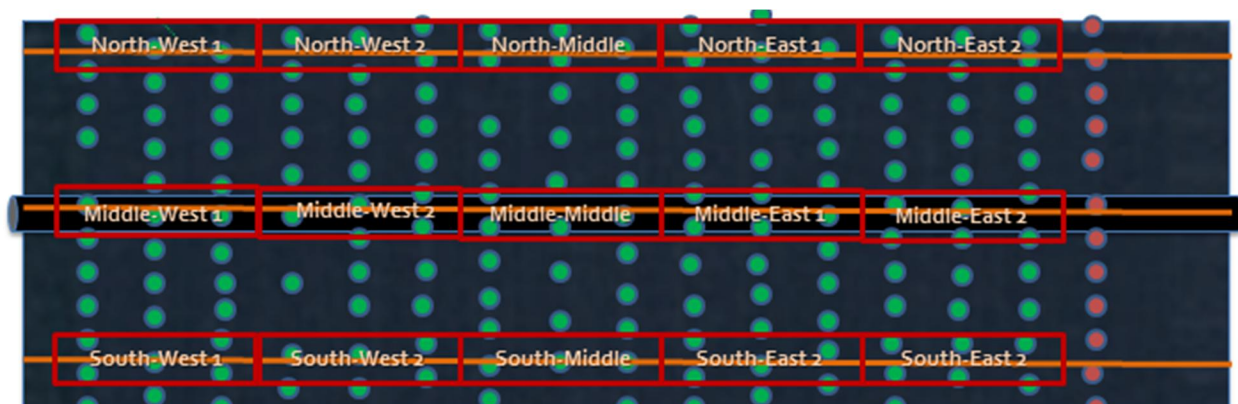 North-West 1 North-West 2 North-Middle North-East 1 North-East 2
Middle-West 1 Middle-West 2 Middle-Middle Middle-East 1 Middle-East 2
South-West 1 South-West 2 South-Middle South-East 2 South-East 2